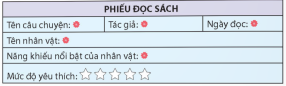 PHIẾU ĐỌC SÁCH
Tên câu chuyện: Tác giả: Ngày đọc:
Tên nhân vật:
Năng khiếu nổi bật của nhân vật:
Mức độ yêu thích: